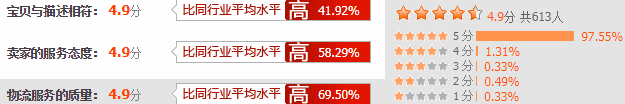 宝贝与描述相符： 4.9分 比同行业平均水平 高 41.92%
卖家的服务态度： 4.9分 比同行业平均水平 高 58.29%
物流服务的质量： 4.9分 比同行业平均水平 高 69.50%
4.9分 共613人
5分 97.55%
4分 1.31%
3分 0.33%
2分 0.49%
1分 0.33%